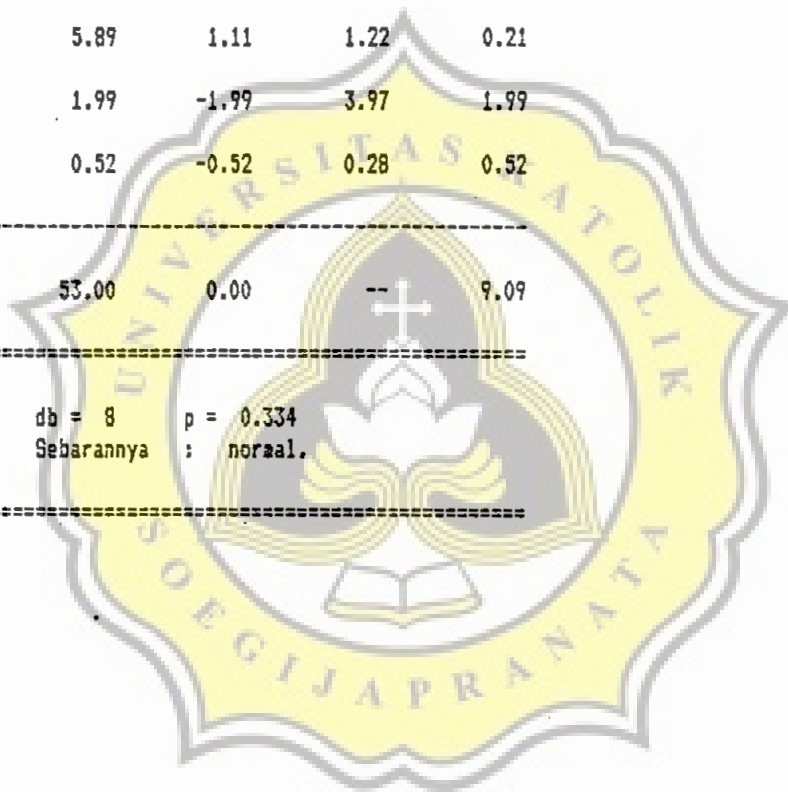 5.89 1.11 1.22 0.21
1.99 -1.99 3.97 1.99
0.52 -0.52 0.28 0.52
53.00 0.00 -- 9.09
db = 8 p = 0.334
Sebarannya : normal.
UNIVERSITAS KATOLIK
SOEGIJAPRANATA